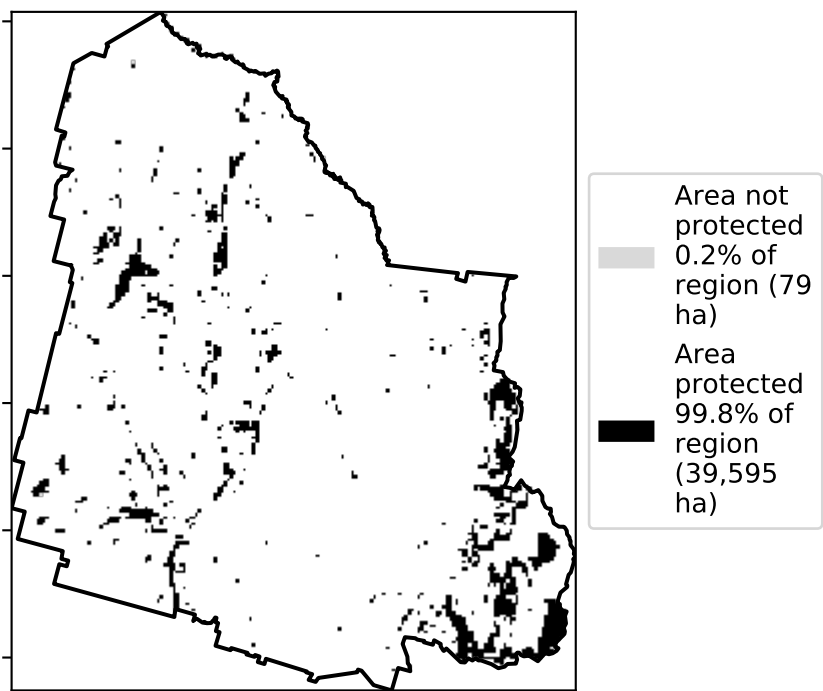 Area not
protected
0.2% of
region (79
ha)
Area
protected
99.8% of
region
(39,595
ha)